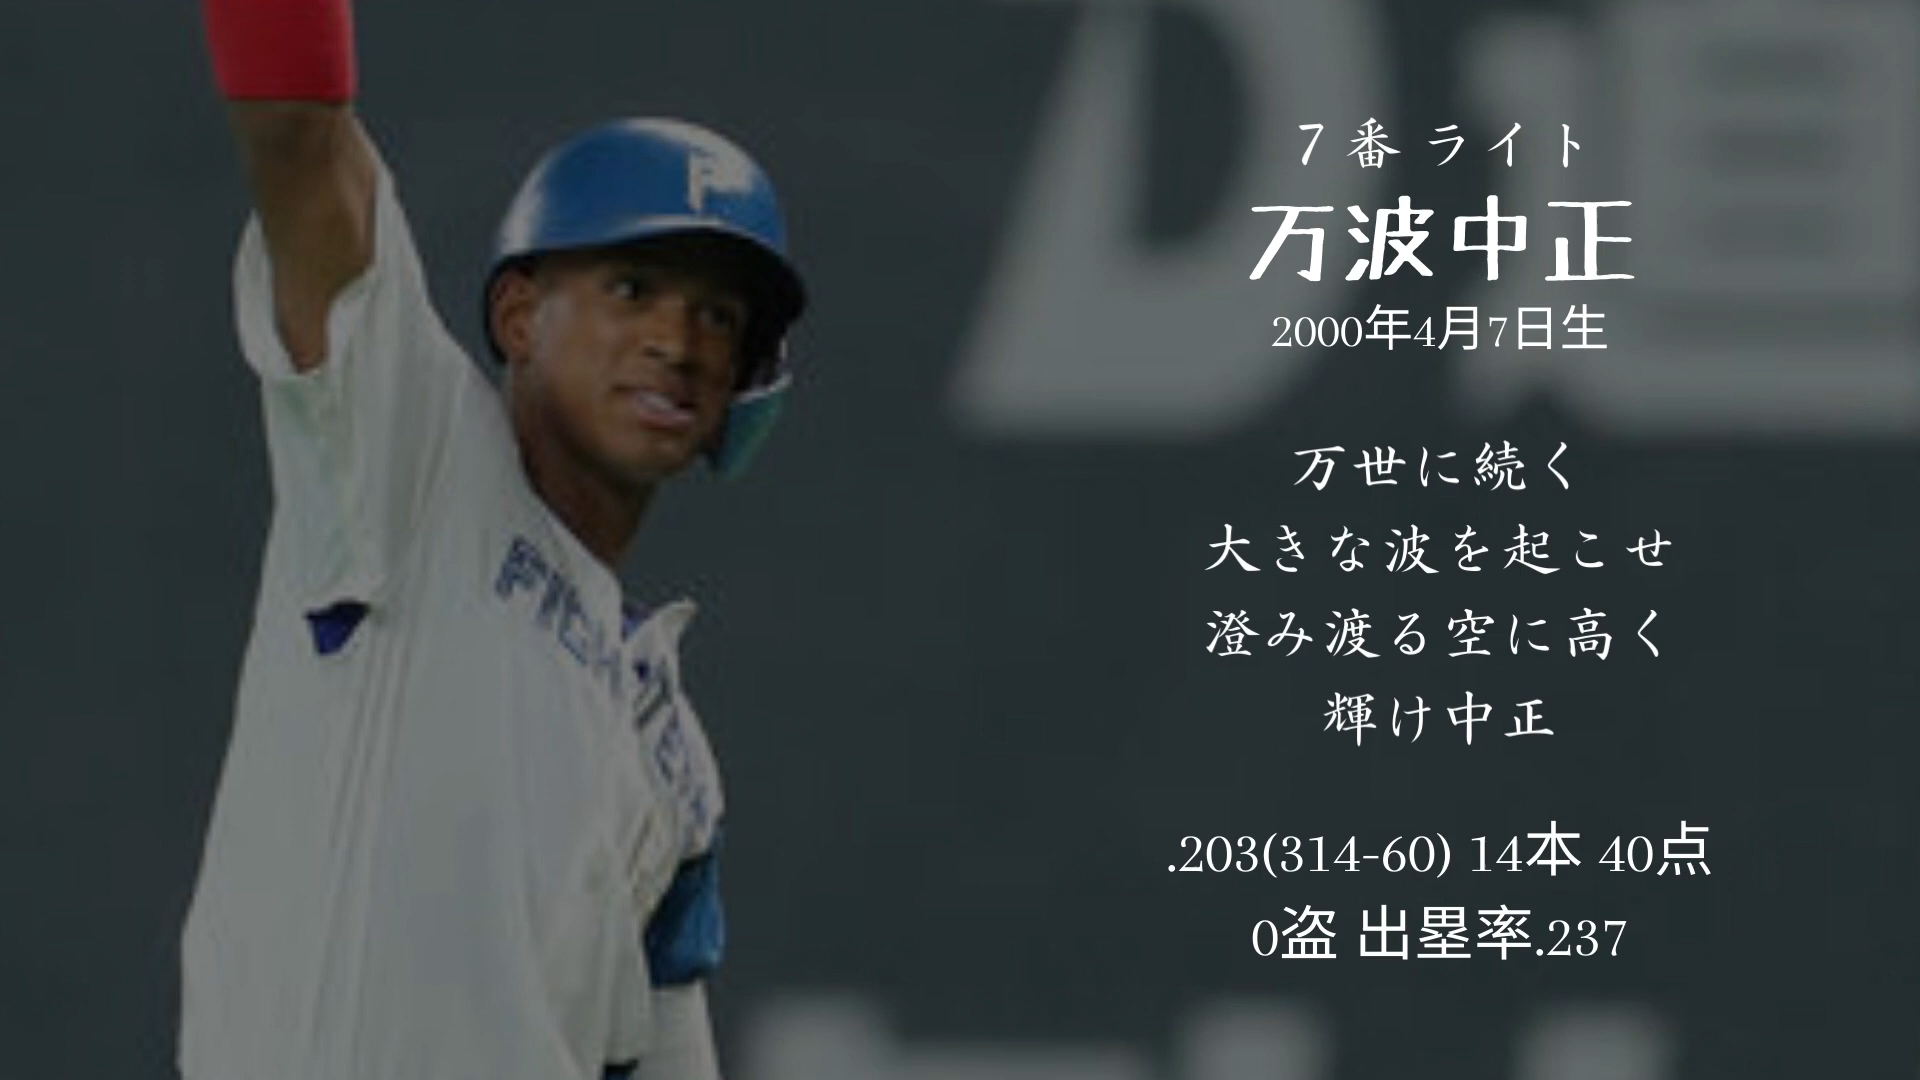 ７番 ライト
万波中正
2000年4月7日生
万世に続く
大きな波を起こせ
澄み渡る空に高く
輝け中正
.203(314-60) 14本 40点
0盗 出塁率.237